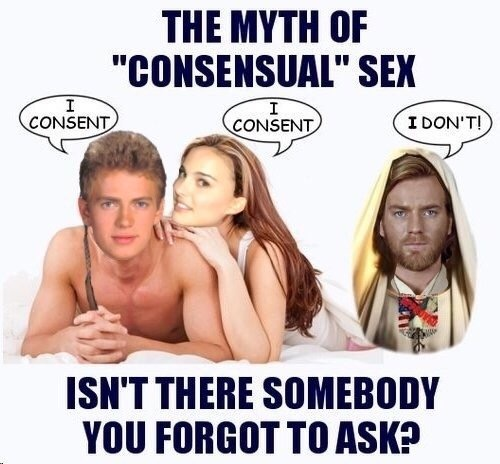 THE MYTH OF
"CONSENSUAL" SEX
I
CONSENT
I
CONSENT
I DON'T!
ISN'T THERE SOMEBODY
YOU FORGOT TO ASK?